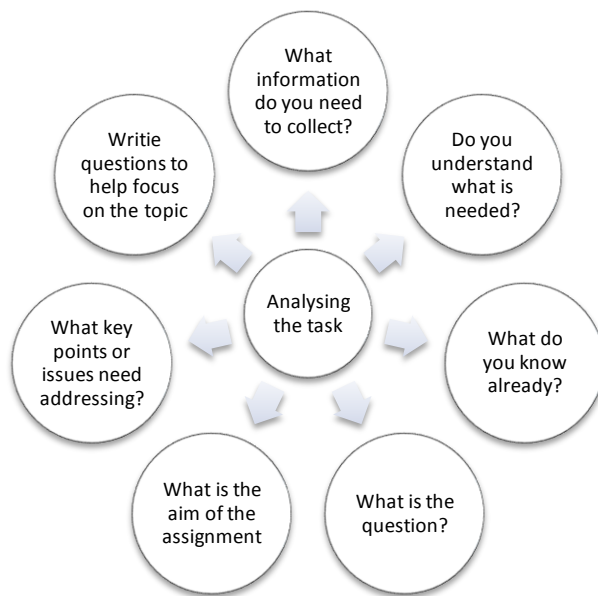 What
information
do you need
to collect?
Do you
understand
what is
needed?
What do
you know
already?
What is the
question?
What is the
aim of the
assignment
What key
points or
issues need
addressing?
Writie
questions to
help focus
on the topic
Analysing
the task